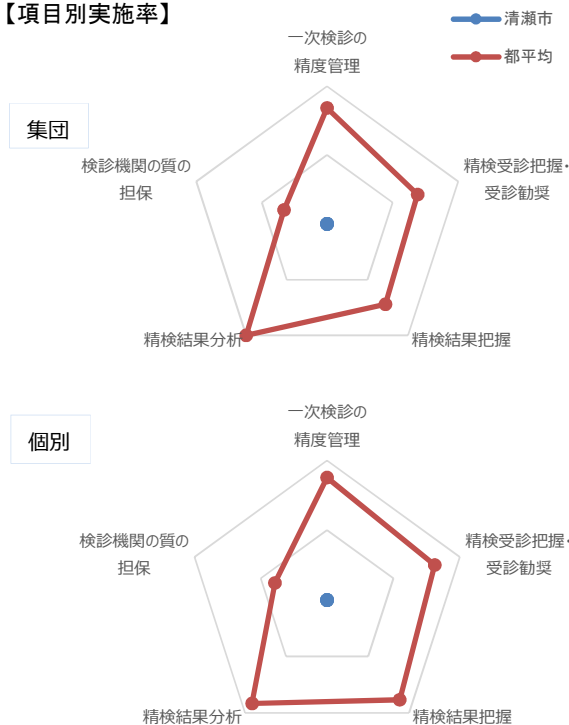 【項目別実施率】
清瀬市
都平均
集団
一次検診の
精度管理
精検受診把握・
受診勧奨
精検結果把握
精検結果分析
検診機関の質の
担保
個別
一次検診の
精度管理
精検受診把握・
受診勧奨
精検結果把握
精検結果分析
検診機関の質の
担保